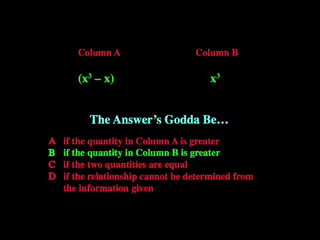 Column A Column B
(x³ – x) x³
The Answer's Godda Be…
A if the quantity in Column A is greater
B if the quantity in Column B is greater
C if the two quantities are equal
D if the relationship cannot be determined from
the information given